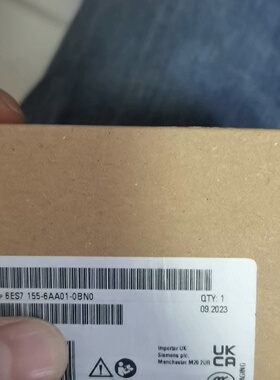 6ES7 155-6AA01-0BN0
QTY: 1
09.2023
Importer UK:
Siemens plc,
Manchester M20 2UR
UK
CA